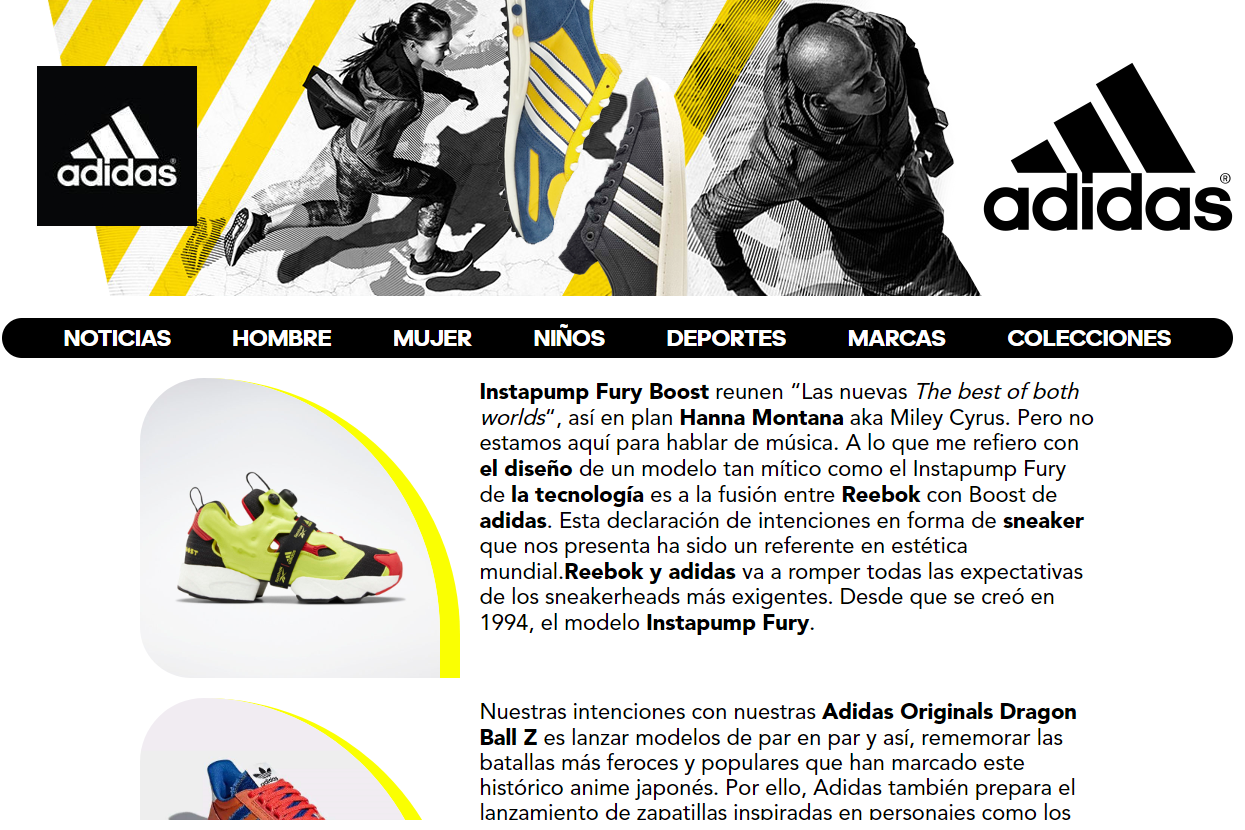 adidas
adidas®
NOTICIAS HOMBRE MUJER NIÑOS DEPORTES MARCAS COLECCIONES
Instapump Fury Boost reunen “Las nuevas The best of both
worlds“, así en plan Hanna Montana aka Miley Cyrus. Pero no
estamos aquí para hablar de música. A lo que me refiero con
el diseño de un modelo tan mítico como el Instapump Fury
de la tecnología es a la fusión entre Reebok con Boost de
adidas. Esta declaración de intenciones en forma de sneaker
que nos presenta ha sido un referente en estética
mundial.Reebok y adidas va a romper todas las expectativas
de los sneakerheads más exigentes. Desde que se creó en
1994, el modelo Instapump Fury.
adidas
Nuestras intenciones con nuestras Adidas Originals Dragon
Ball Z es lanzar modelos de par en par y así, rememorar las
batallas más feroces y populares que han marcado este
histórico anime japonés. Por ello, Adidas también prepara el
lanzamiento de zapatillas inspiradas en personajes como los